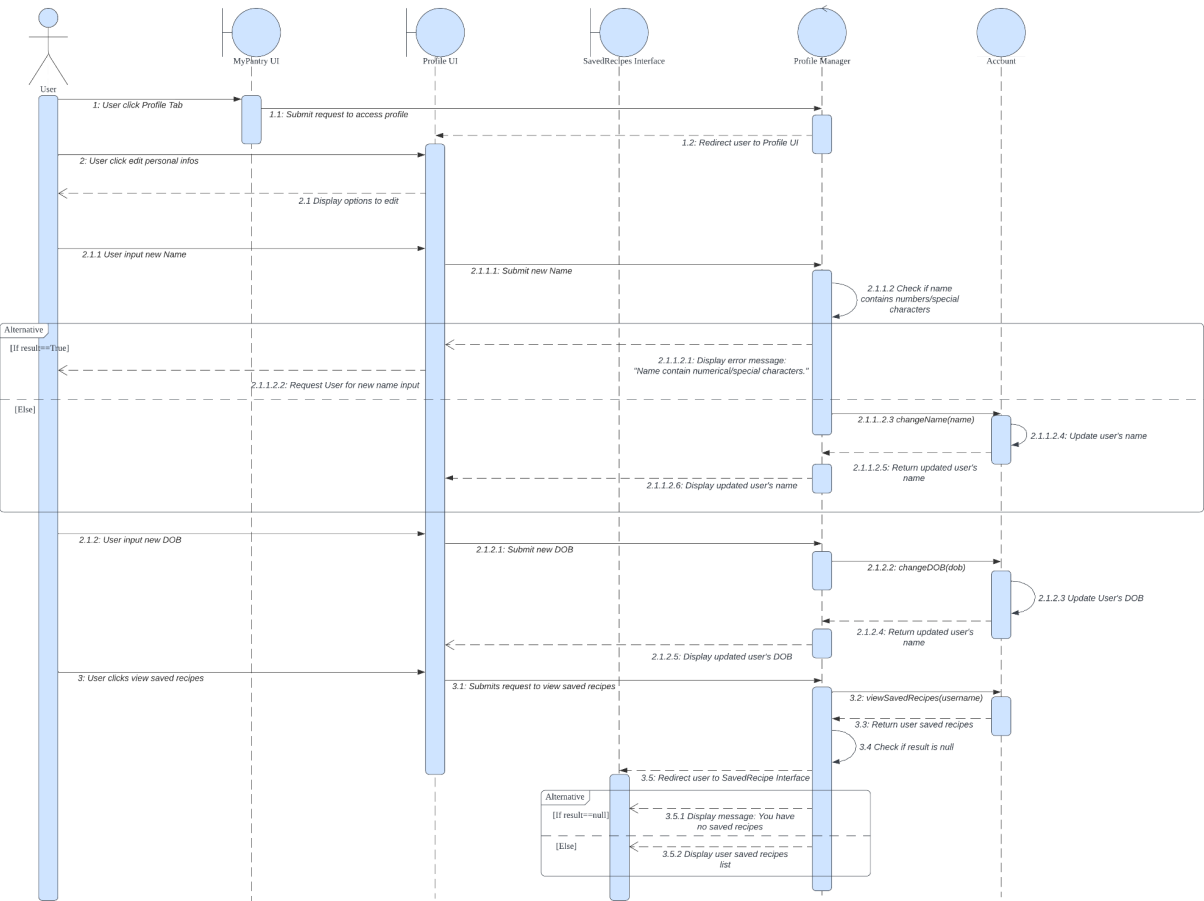 User
MyPantry UI
Profile UI
SavedRecipes Interface
Profile Manager
Account
1: User click Profile Tab
1.1: Submit request to access profile
1.2: Redirect user to Profile UI
2: User click edit personal infos
2.1 Display options to edit
2.1.1 User input new Name
2.1.1.1: Submit new Name
2.1.1.2 Check if name
contains numbers/special
characters
Alternative
[If result==True]
2.1.1.2.1: Display error message:
"Name contain numerical/special characters."
2.1.1.2.2: Request User for new name input
[Else]
2.1.1..2.3 changeName(name)
2.1.1.2.4: Update user's name
2.1.1.2.5: Return updated user's
name
2.1.1.2.6: Display updated user's name
2.1.2: User input new DOB
2.1.2.1: Submit new DOB
2.1.2.2: changeDOB(dob)
2.1.2.3 Update User's DOB
2.1.2.4: Return updated user's
name
2.1.2.5: Display updated user's DOB
3: User clicks view saved recipes
3.1: Submits request to view saved recipes
3.2: viewSavedRecipes(username)
3.3: Return user saved recipes
3.4 Check if result is null
3.5: Redirect user to SavedRecipe Interface
Alternative
[If result==null]
3.5.1 Display message: You have
no saved recipes
[Else]
3.5.2 Display user saved recipes
list